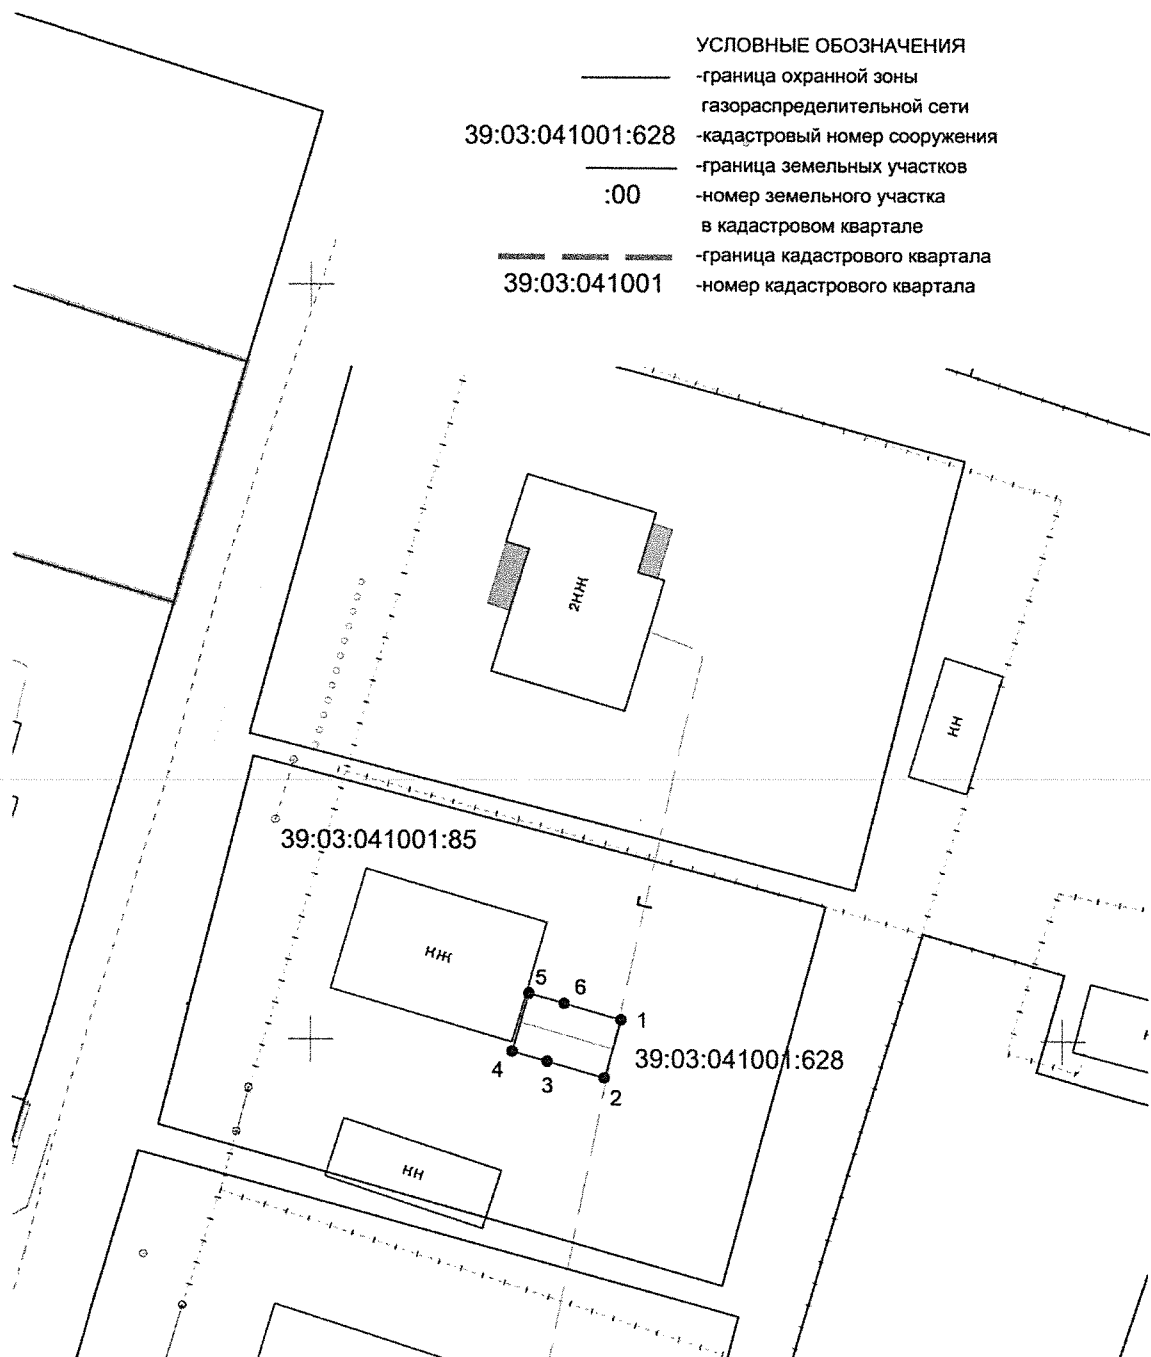 УСЛОВНЫЕ ОБОЗНАЧЕНИЯ
-граница охранной зоны
газораспределительной сети
39:03:041001:628 -кадастровый номер сооружения
-граница земельных участков
:00 -номер земельного участка
в кадастровом квартале
-граница кадастрового квартала
39:03:041001 -номер кадастрового квартала
2нж
кн
39:03:041001:85
Г
нж
5
6
1
39:03:041001:628
4
3
2
кн